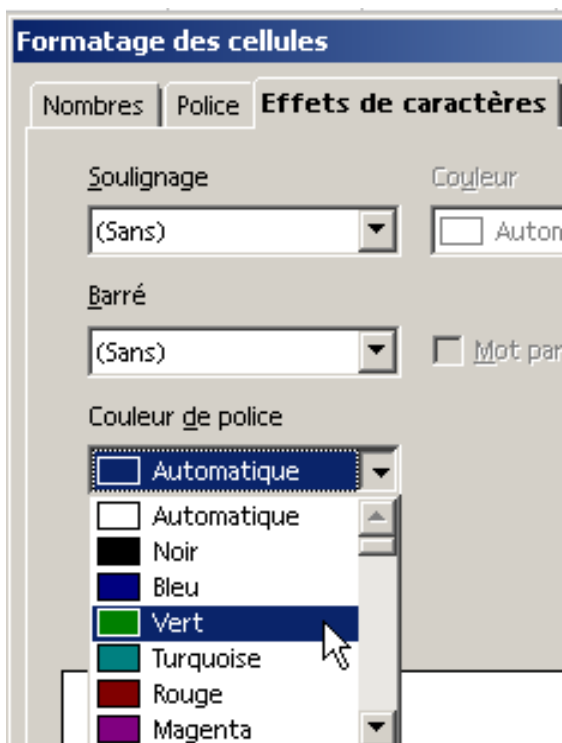 Formatage des cellules
Nombres Police Effets de caractères
Soulignage Couleur
(Sans)
Barré
(Sans) Mot par
Couleur de police
Automatique
Automatique
Noir
Bleu
Vert
Turquoise
Rouge
Magenta